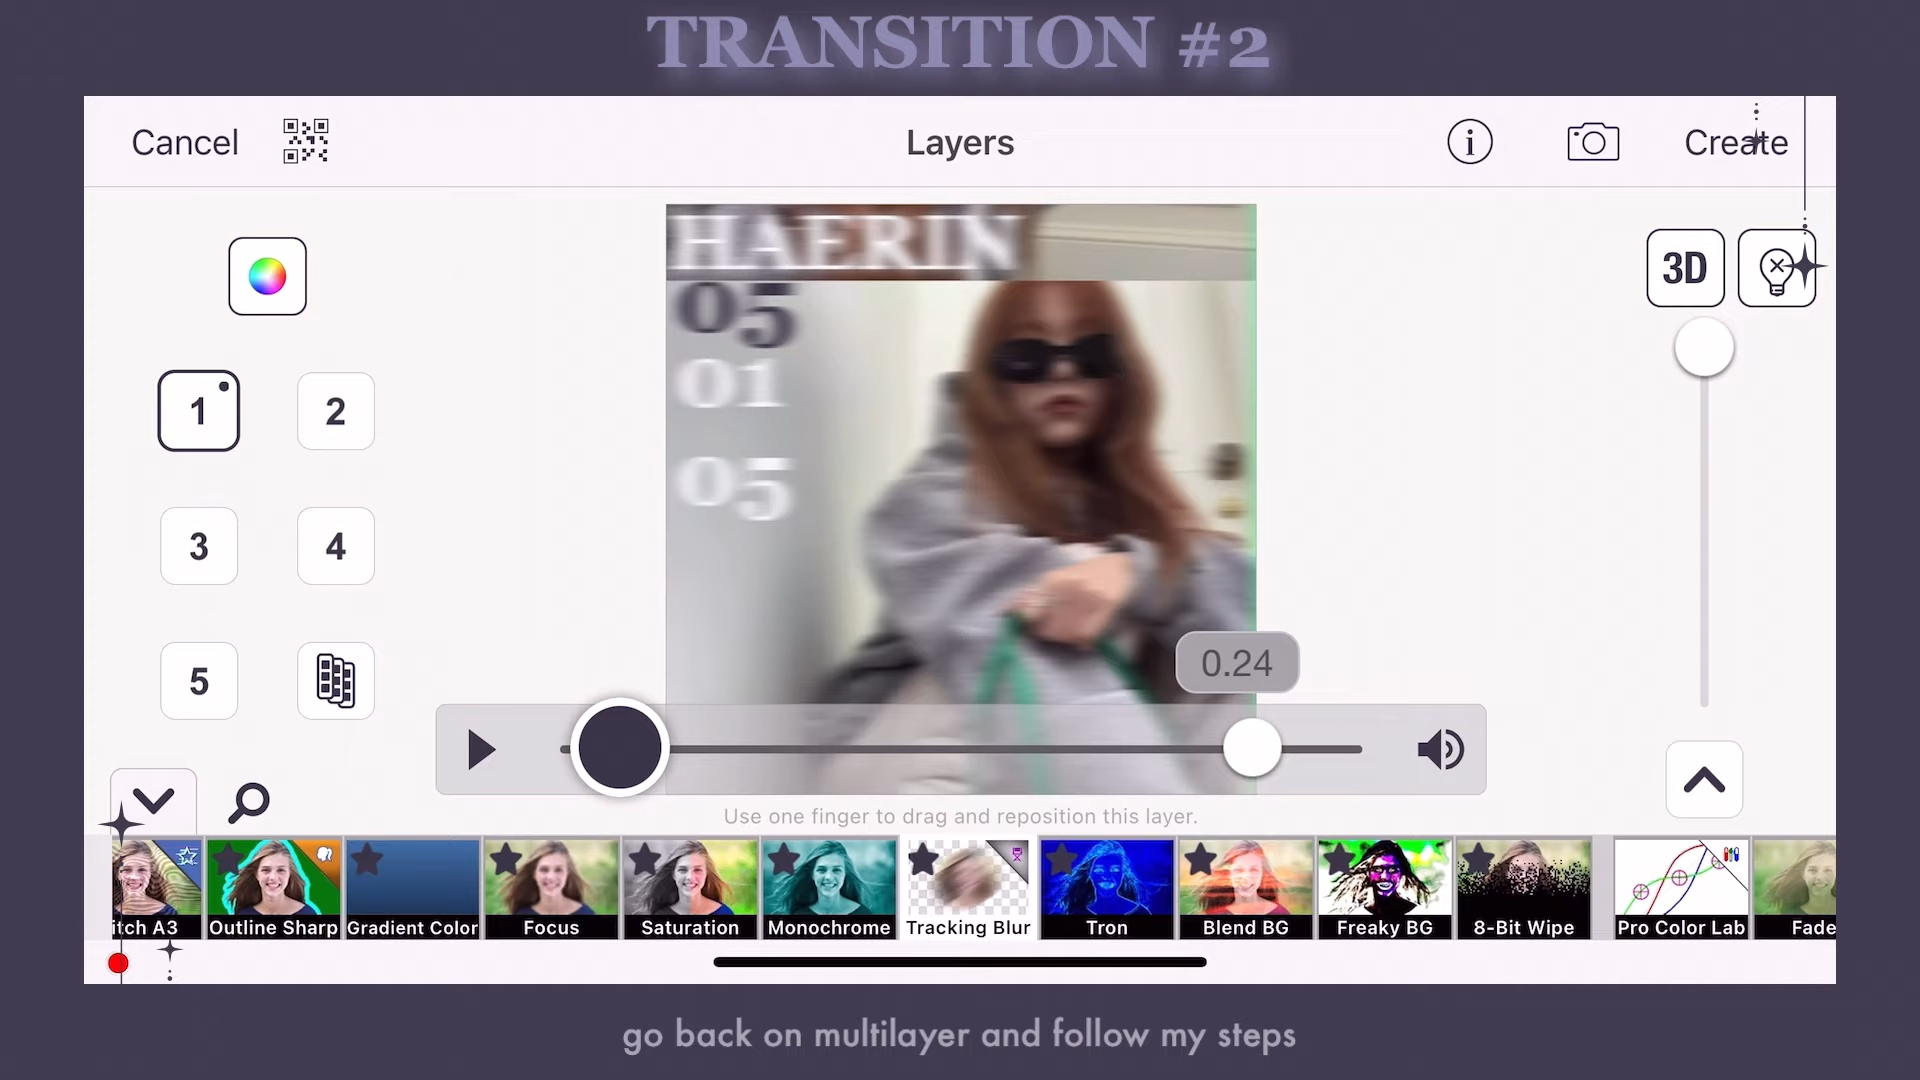 TRANSITION #2
Cancel
Layers
i
Create
3D
HAERIN
05
01
05
1
2
3
4
5
0.24
Use one finger to drag and reposition this layer.
itch A3
Outline Sharp
Gradient Color
Focus
Saturation
Monochrome
Tracking Blur
Tron
Blend BG
Freaky BG
8-Bit Wipe
Pro Color Lab
Fade
go back on multilayer and follow my steps